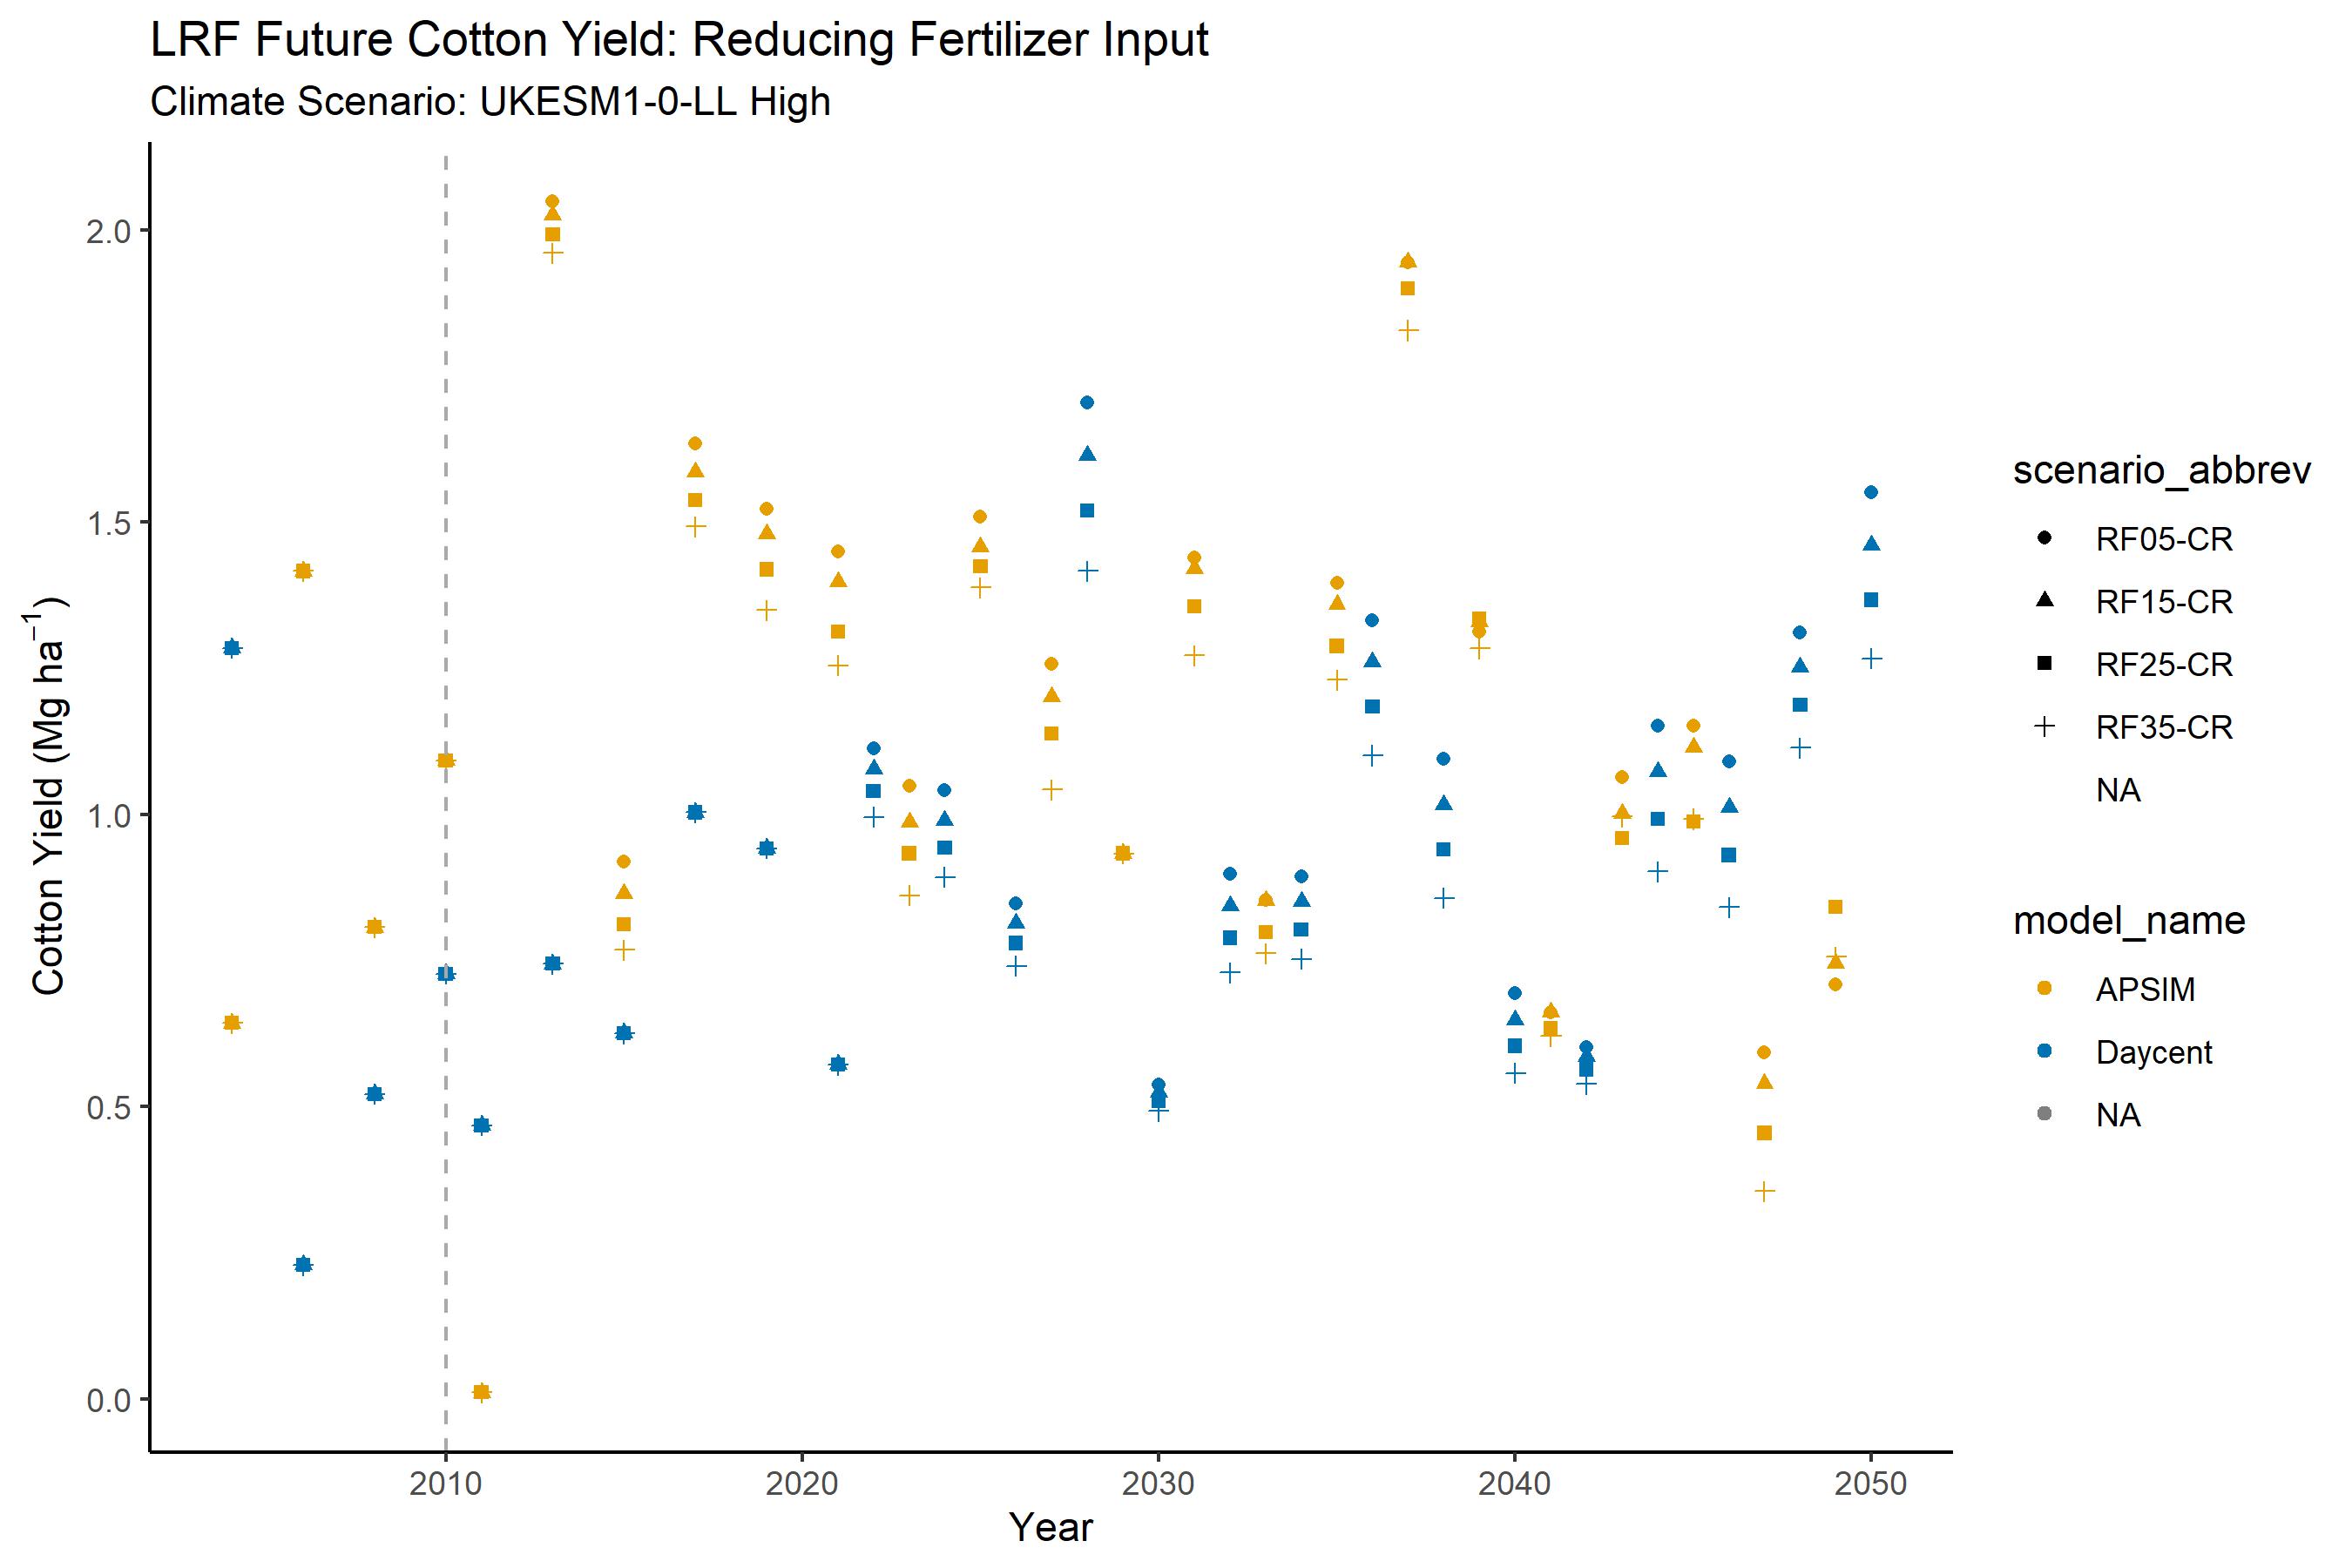 LRF Future Cotton Yield: Reducing Fertilizer Input
Climate Scenario: UKESM1-0-LL High
Cotton Yield (Mg ha⁻¹)
2.0
1.5
1.0
0.5
0.0
2010
2020
2030
2040
2050
Year
scenario_abbrev
RF05-CR
RF15-CR
RF25-CR
RF35-CR
NA
model_name
APSIM
Daycent
NA